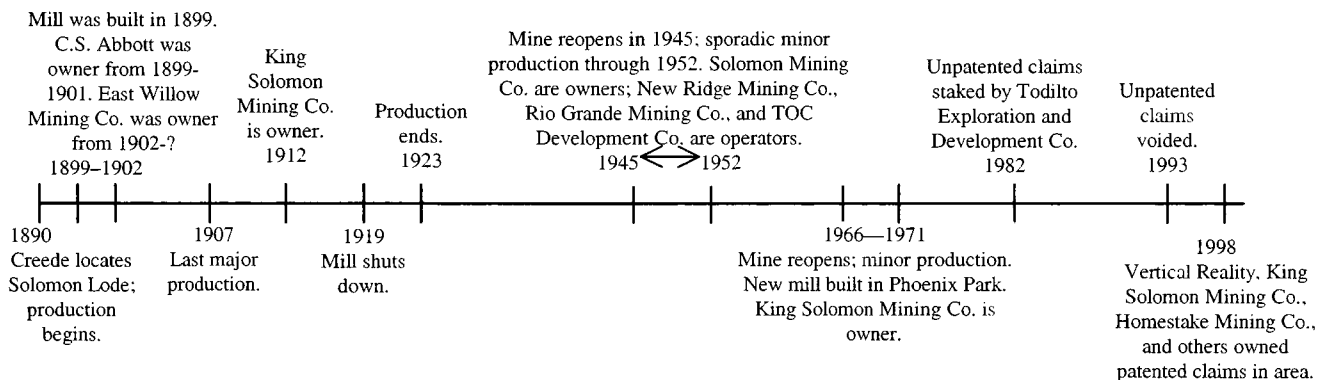 Mill was built in 1899.
C.S. Abbott was
owner from 1899-
1901. East Willow
Mining Co. was owner
from 1902-?
1899–1902
King
Solomon
Mining Co.
is owner.
1912
Production
ends.
1923
Mine reopens in 1945; sporadic minor
production through 1952. Solomon Mining
Co. are owners; New Ridge Mining Co.,
Rio Grande Mining Co., and TOC
Development Co. are operators.
1945
1952
Unpatented claims
staked by Todilto
Exploration and
Development Co.
1982
Unpatented
claims
voided.
1993
1890
Creede locates
Solomon Lode;
production
begins.
1907
Last major
production.
1919
Mill shuts
down.
1966—1971
Mine reopens; minor production.
New mill built in Phoenix Park.
King Solomon Mining Co. is
owner.
1998
Vertical Reality, King
Solomon Mining Co.,
Homestake Mining Co.,
and others owned
patented claims in area.